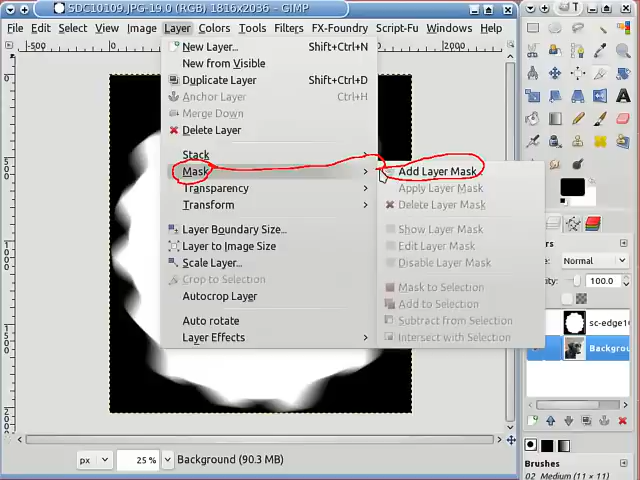 SDC10109.JPG-19.0 (RGB) 1816x2036 – GIMP
File Edit Select View Image Layer Colors Tools Filters FX-Foundry Script-Fu Windows Help
-500 0 2000
New Layer... Shift+Ctrl+N
New from Visible
Duplicate Layer Shift+Ctrl+D
Anchor Layer Ctrl+H
Merge Down
Delete Layer
Stack
Mask
Transparency
Transform
Layer Boundary Size...
Layer to Image Size
Scale Layer...
Crop to Selection
Autocrop Layer
Auto rotate
Layer Effects
Add Layer Mask
Apply Layer Mask
Delete Layer Mask
Show Layer Mask
Edit Layer Mask
Disable Layer Mask
Mask to Selection
Add to Selection
Subtract from Selection
Intersect with Selection
px 25 % Background (90.3 MB)
T
Normal
100.0
sc-edge10
Backgrou
Brushes
02 Medium (11 × 11)